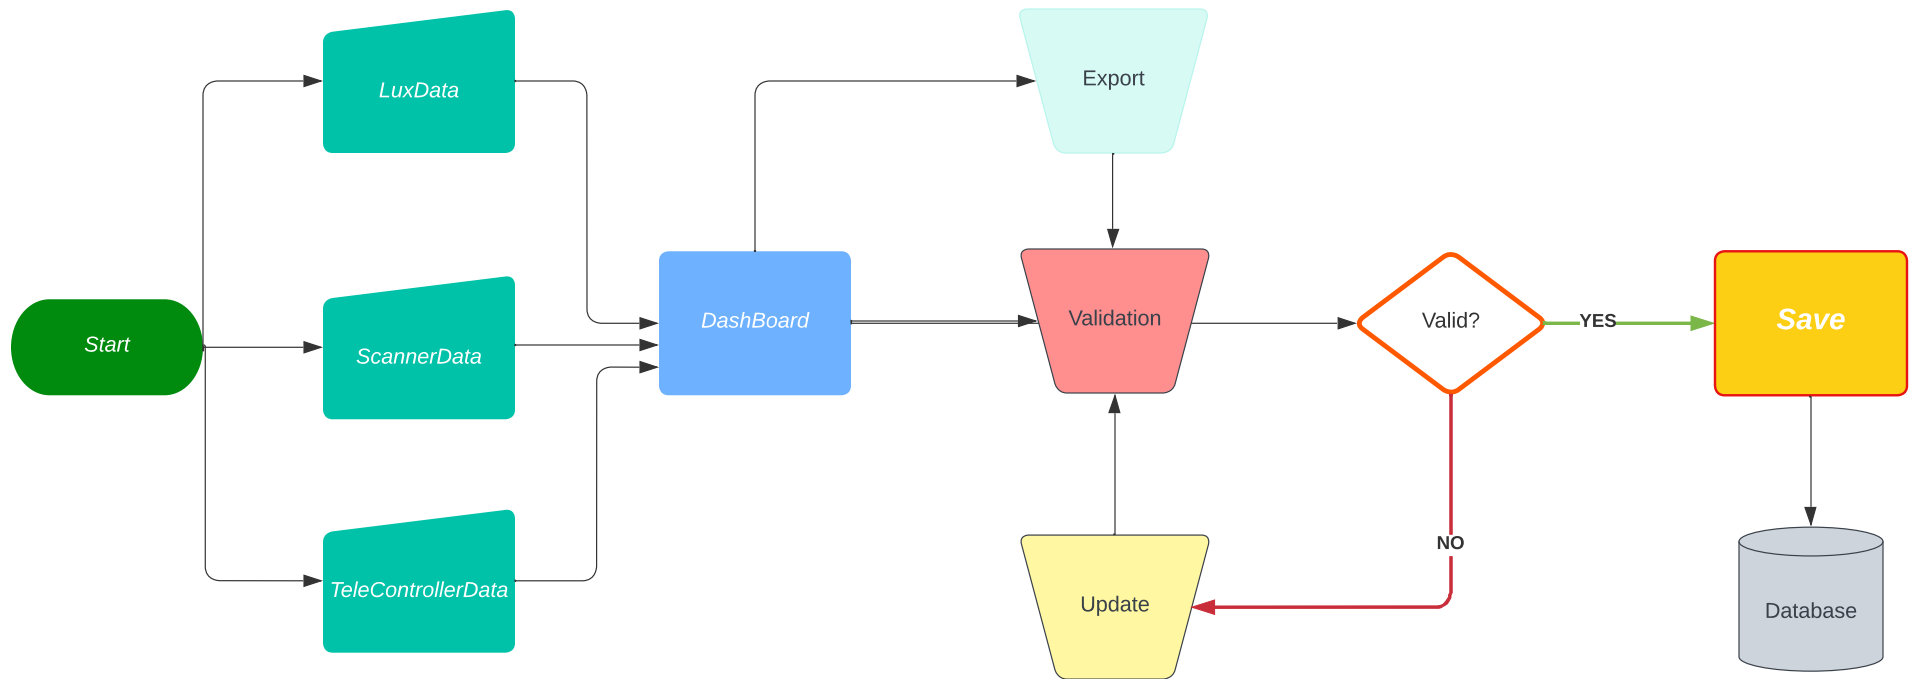 LuxData
Export
Start
ScannerData
DashBoard
Validation
Valid?
YES
Save
NO
TeleControllerData
Update
Database